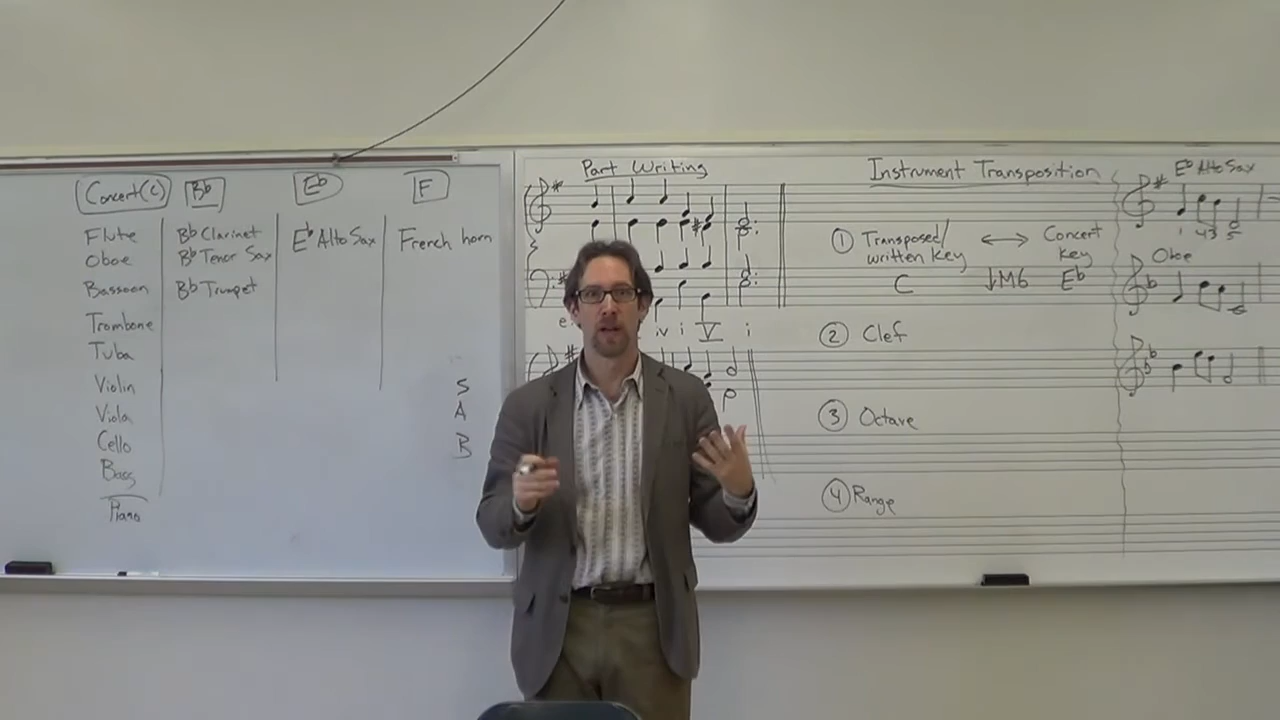 Concert(C) B♭ E♭ F
Flute B♭ Clarinet E♭ Alto Sax French horn
Oboe B♭ Tenor Sax
Bassoon B♭ Trumpet
Trombone
Tuba
Violin
Viola
Cello
Bass
Piano
S
A
B
Part Writing
e:
iv i V i
Instrument Transposition
① Transposed/ ↔ Concert
written key key
C ↓M6 E♭
② Clef
③ Octave
④ Range
E♭ Alto Sax
1 43 5
Oboe